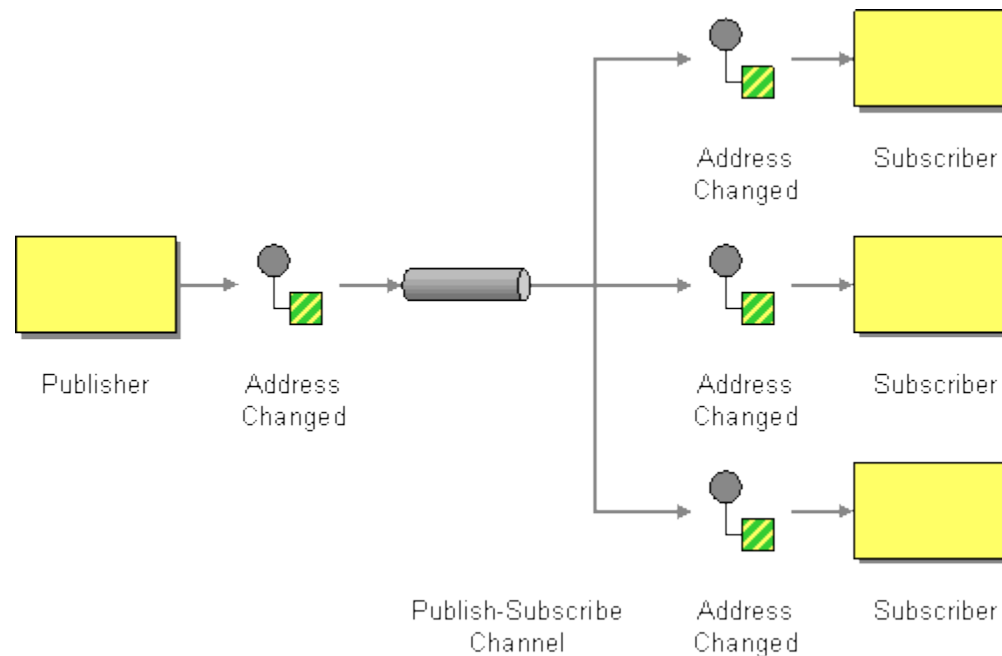 Address
Changed
Subscriber
Publisher
Address
Changed
Address
Changed
Subscriber
Publish-Subscribe
Channel
Address
Changed
Subscriber